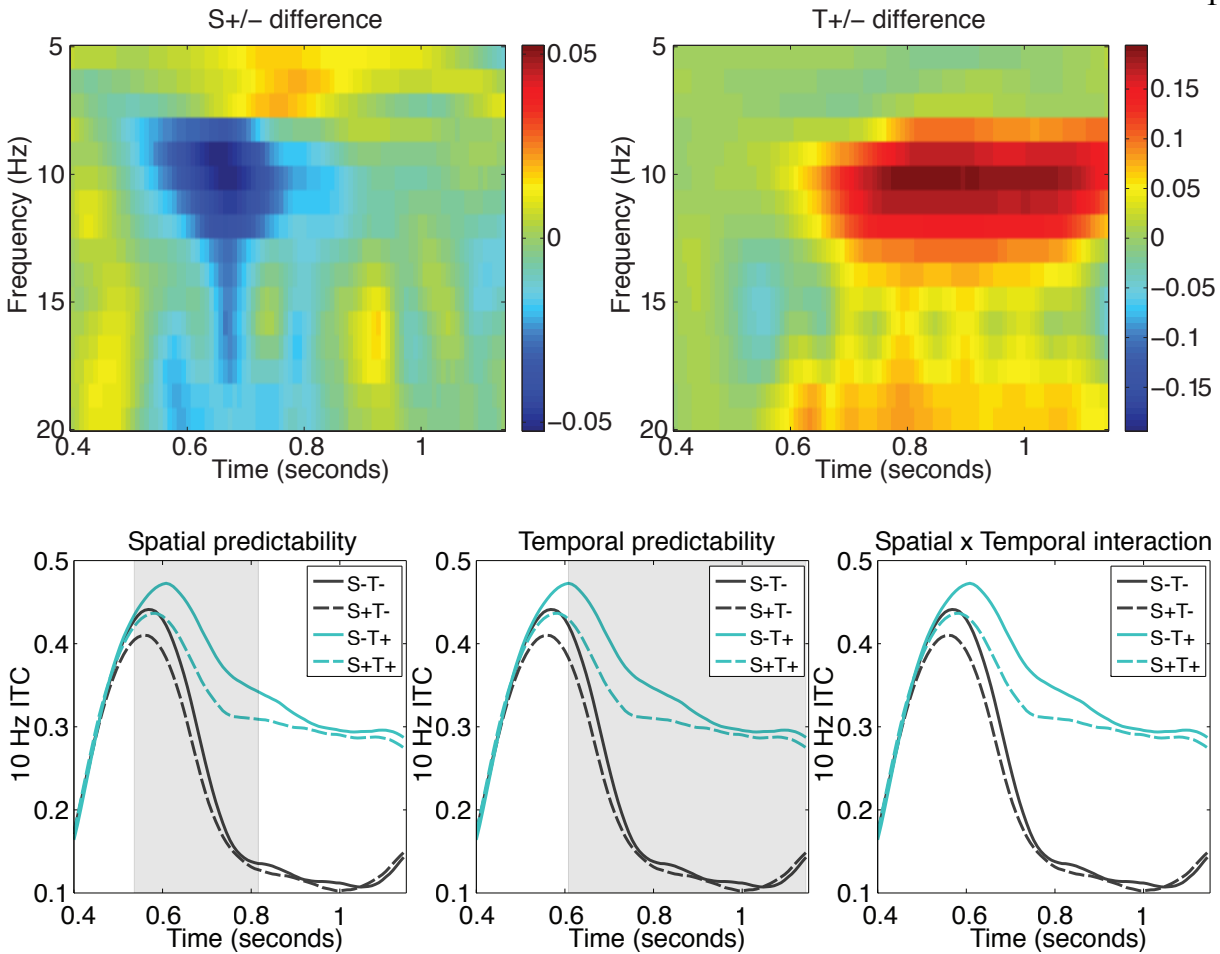 S+/− difference
5
10
15
20
Frequency (Hz)
0.4
0.6
0.8
1
Time (seconds)
0.05
0
−0.05
T+/− difference
5
10
15
20
Frequency (Hz)
0.4
0.6
0.8
1
Time (seconds)
0.15
0.1
0.05
0
−0.05
−0.1
−0.15
Spatial predictability
0.5
0.4
0.3
0.2
0.1
10 Hz ITC
S-T-
S+T-
S-T+
S+T+
0.4
0.6
0.8
1
Time (seconds)
Temporal predictability
0.5
0.4
0.3
0.2
0.1
10 Hz ITC
S-T-
S+T-
S-T+
S+T+
0.4
0.6
0.8
1
Time (seconds)
Spatial x Temporal interaction
0.5
0.4
0.3
0.2
0.1
10 Hz ITC
S-T-
S+T-
S-T+
S+T+
0.4
0.6
0.8
1
Time (seconds)